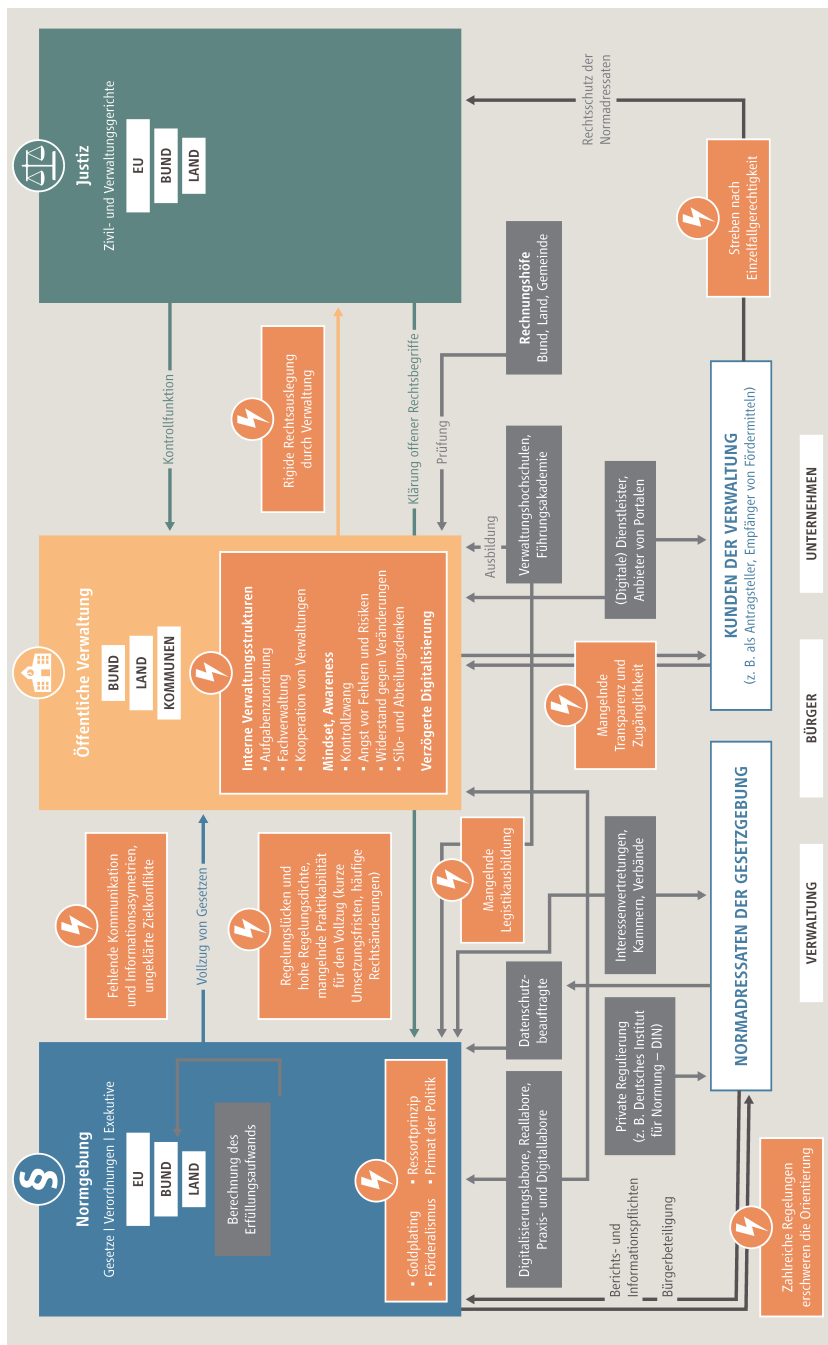 §
Normgebung
Gesetze | Verordnungen | Exekutive
EU
BUND
LAND
Berechnung des
Erfüllungsaufwands
• Goldplating
• Förderalismus
• Ressortprinzip
• Primat der Politik
Fehlende Kommunikation
und Informationsasymetrien,
ungeklärte Zielkonflikte
Vollzug von Gesetzen
Regelungslücken und
hohe Regelungsdichte,
mangelnde Praktikabilität
für den Vollzug (kurze
Umsetzungsfristen, häufige
Rechtsänderungen)
Öffentliche Verwaltung
BUND
LAND
KOMMUNEN
Interne Verwaltungsstrukturen
• Aufgabenzuordnung
• Fachverwaltung
• Kooperation von Verwaltungen
Mindset, Awareness
• Kontrollzwang
• Angst vor Fehlern und Risiken
• Widerstand gegen Veränderungen
• Silo- und Abteilungsdenken
Verzögerte Digitalisierung
Kontrollfunktion
Rigide Rechtsauslegung
durch Verwaltung
Klärung offener Rechtsbegriffe
Prüfung
Justiz
Zivil- und Verwaltungsgerichte
EU
BUND
LAND
Mangelnde
Legistikausbildung
Ausbildung
Digitalisierungslabore, Reallabore,
Praxis- und Digitallabore
Datenschutz-
beauftragte
Verwaltungshochschulen,
Führungsakademie
Rechnungshöfe
Bund, Land, Gemeinde
Rechtsschutz der
Normadressaten
Mangelnde
Transparenz und
Zugänglichkeit
Berichts- und
Informationspflichten
Bürgerbeteiligung
Private Regulierung
(z. B. Deutsches Institut
für Normung – DIN)
Interessenvertretungen,
Kammern, Verbände
(Digitale) Dienstleister,
Anbieter von Portalen
Streben nach
Einzelfallgerechtigkeit
Zahlreiche Regelungen
erschweren die Orientierung
NORMADRESSATEN DER GESETZGEBUNG
KUNDEN DER VERWALTUNG
(z. B. als Antragsteller, Empfänger von Fördermitteln)
VERWALTUNG
BÜRGER
UNTERNEHMEN